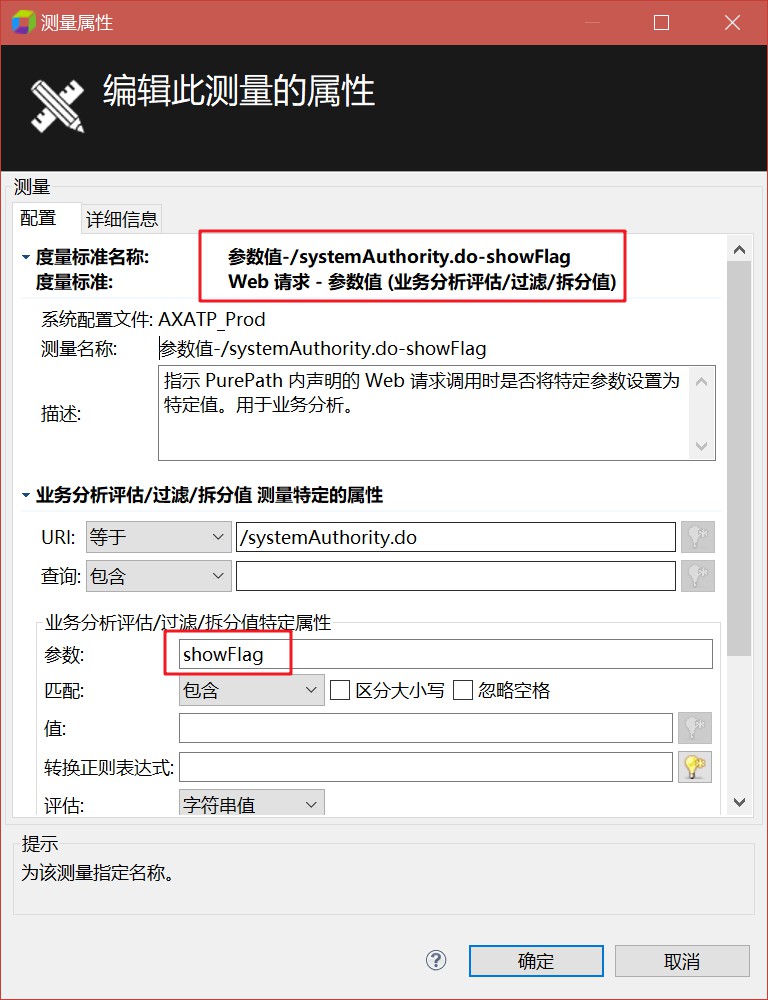 测量属性
编辑此测量的属性
测量
配置 详细信息
度量标准名称: 参数值-/systemAuthority.do-showFlag
度量标准: Web 请求 - 参数值 (业务分析评估/过滤/拆分值)
系统配置文件: AXATP_Prod
测量名称: 参数值-/systemAuthority.do-showFlag
指示 PurePath 内声明的 Web 请求调用时是否将特定参数设置为
特定值。用于业务分析。
描述:
业务分析评估/过滤/拆分值 测量特定的属性
URI: 等于 /systemAuthority.do
查询: 包含
业务分析评估/过滤/拆分值特定属性
参数: showFlag
匹配: 包含 区分大小写 忽略空格
值:
转换正则表达式:
评估: 字符串值
提示
为该测量指定名称。
? 确定 取消